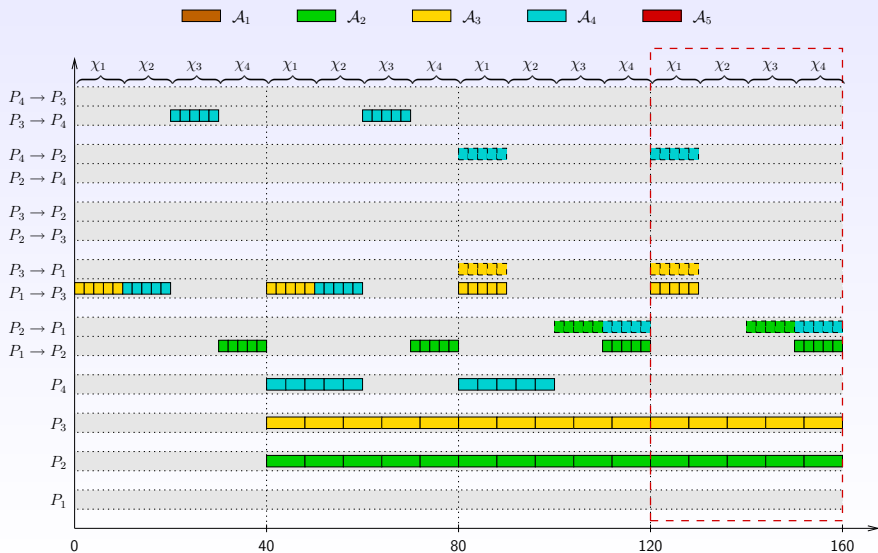 𝒜₁ 𝒜₂ 𝒜₃ 𝒜₄ 𝒜₅
χ₁ χ₂ χ₃ χ₄ χ₁ χ₂ χ₃ χ₄ χ₁ χ₂ χ₃ χ₄ χ₁ χ₂ χ₃ χ₄
P₄ → P₃
P₃ → P₄
P₄ → P₂
P₂ → P₄
P₃ → P₂
P₂ → P₃
P₃ → P₁
P₁ → P₃
P₂ → P₁
P₁ → P₂
P₄
P₃
P₂
P₁
0 40 80 120 160